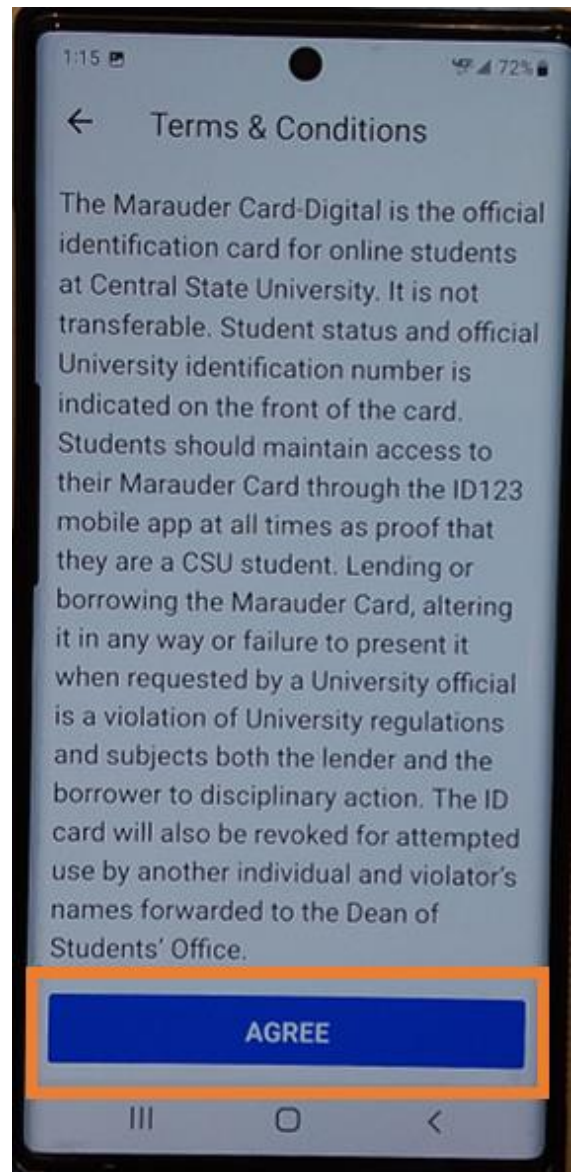 1:15
72%
Terms & Conditions
The Marauder Card-Digital is the official
identification card for online students
at Central State University. It is not
transferable. Student status and official
University identification number is
indicated on the front of the card.
Students should maintain access to
their Marauder Card through the ID123
mobile app at all times as proof that
they are a CSU student. Lending or
borrowing the Marauder Card, altering
it in any way or failure to present it
when requested by a University official
is a violation of University regulations
and subjects both the lender and the
borrower to disciplinary action. The ID
card will also be revoked for attempted
use by another individual and violator's
names forwarded to the Dean of
Students' Office.
AGREE